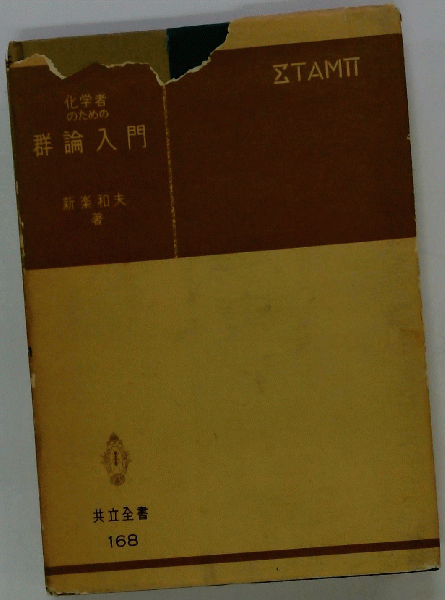 ΣΤΑΜΠ
化学者
のための
群論入門
新楽和夫
著
共立全書
168